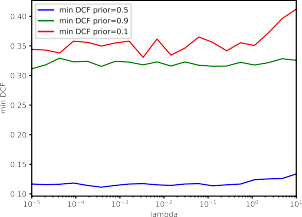 min DCF prior=0.5
min DCF prior=0.9
min DCF prior=0.1
0.40
0.35
0.30
0.25
0.20
0.15
0.10
min DCF
10⁻⁵
10⁻⁴
10⁻³
10⁻²
10⁻¹
10⁰
10¹
lambda